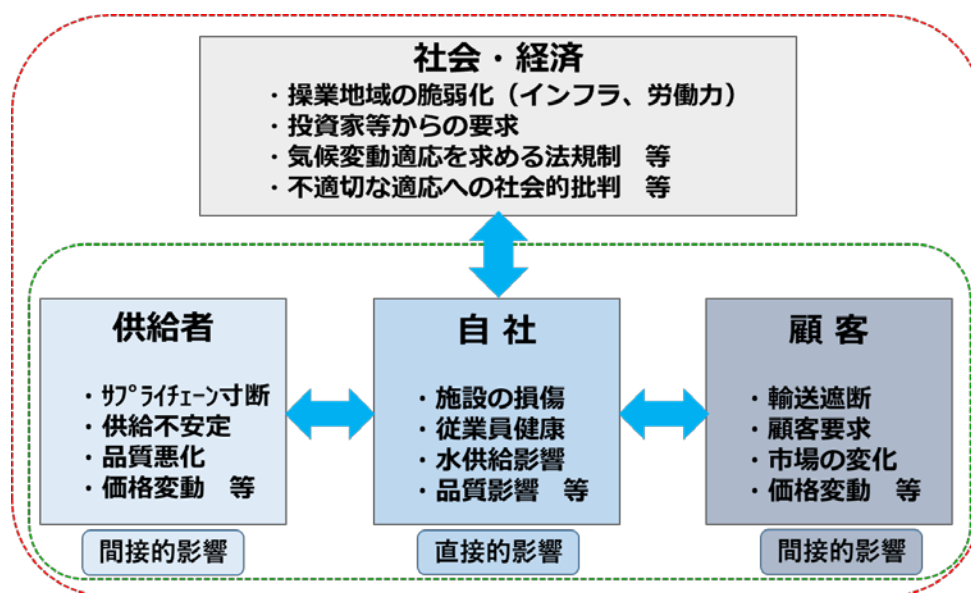 社会・経済
・操業地域の脆弱化（インフラ、労働力）
・投資家等からの要求
・気候変動適応を求める法規制　等
・不適切な適応への社会的批判　等
供給者
・ｻﾌﾟﾗｲﾁｪｰﾝ寸断
・供給不安定
・品質悪化
・価格変動　等
間接的影響
自 社
・施設の損傷
・従業員健康
・水供給影響
・品質影響　等
直接的影響
顧 客
・輸送遮断
・顧客要求
・市場の変化
・価格変動　等
間接的影響